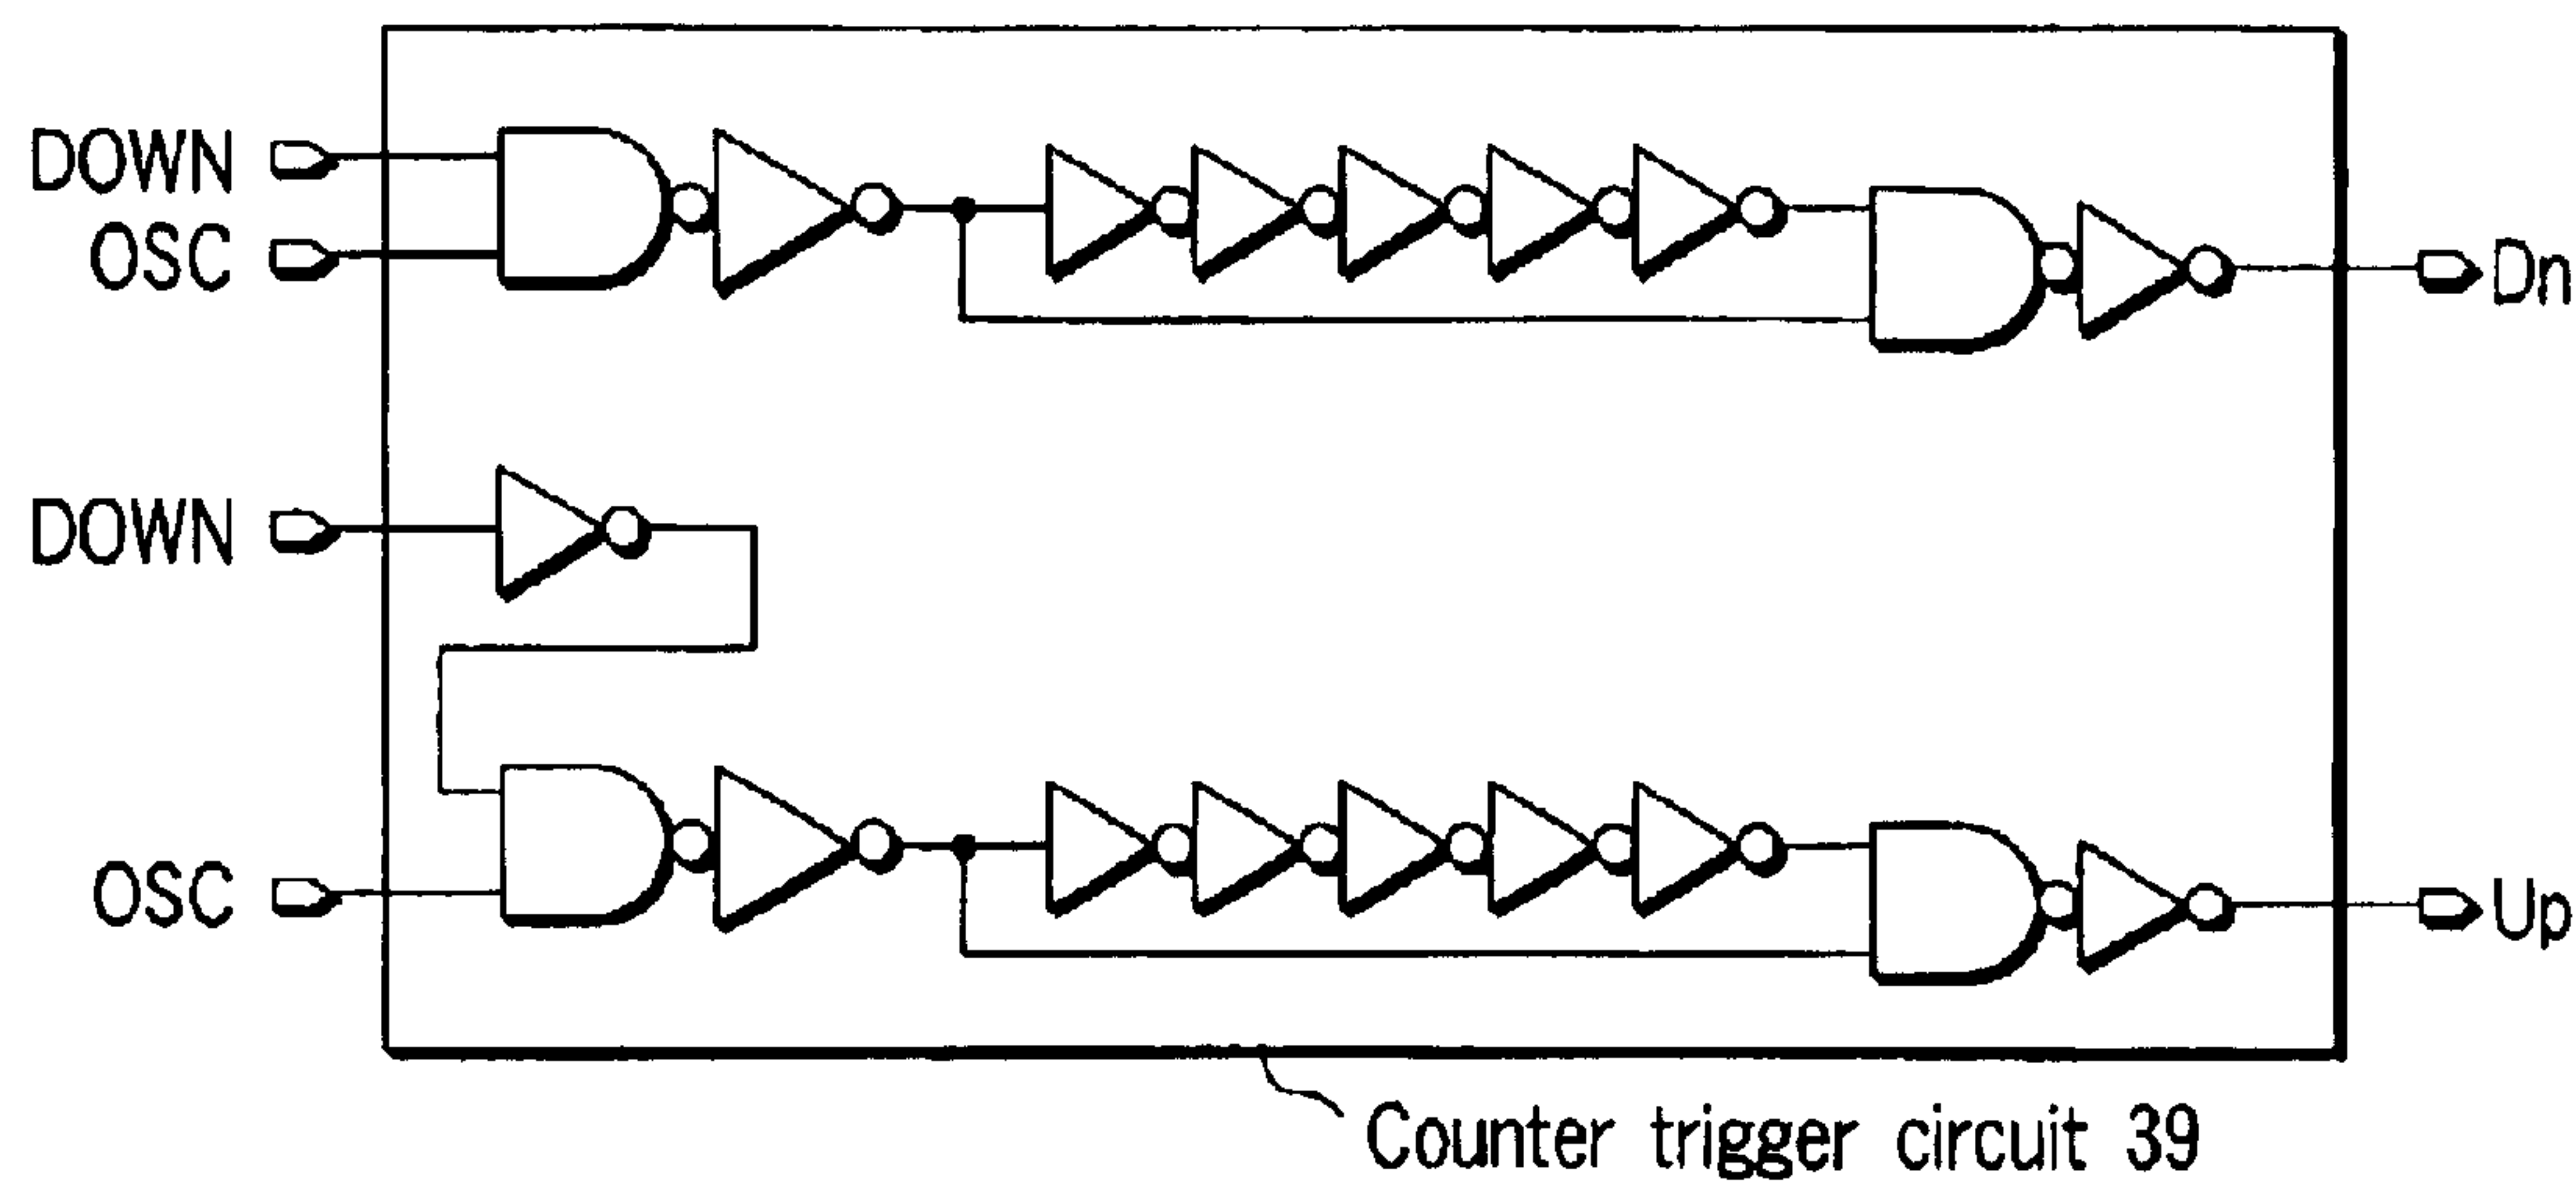 DOWN
OSC
Dn
DOWN
OSC
Up
Counter trigger circuit 39